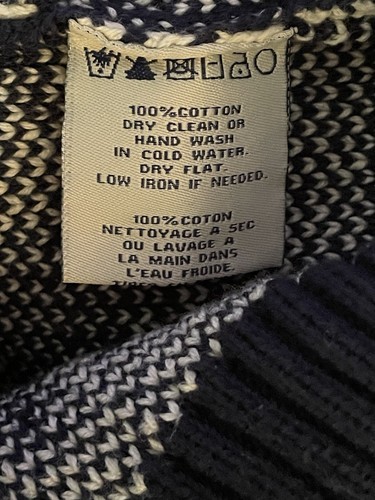 100%COTTON
DRY CLEAN OR
HAND WASH
IN COLD WATER.
DRY FLAT.
LOW IRON IF NEEDED.
100%COTON
NETTOYAGE A SEC
OU LAVAGE A
LA MAIN DANS
L'EAU FROIDE.